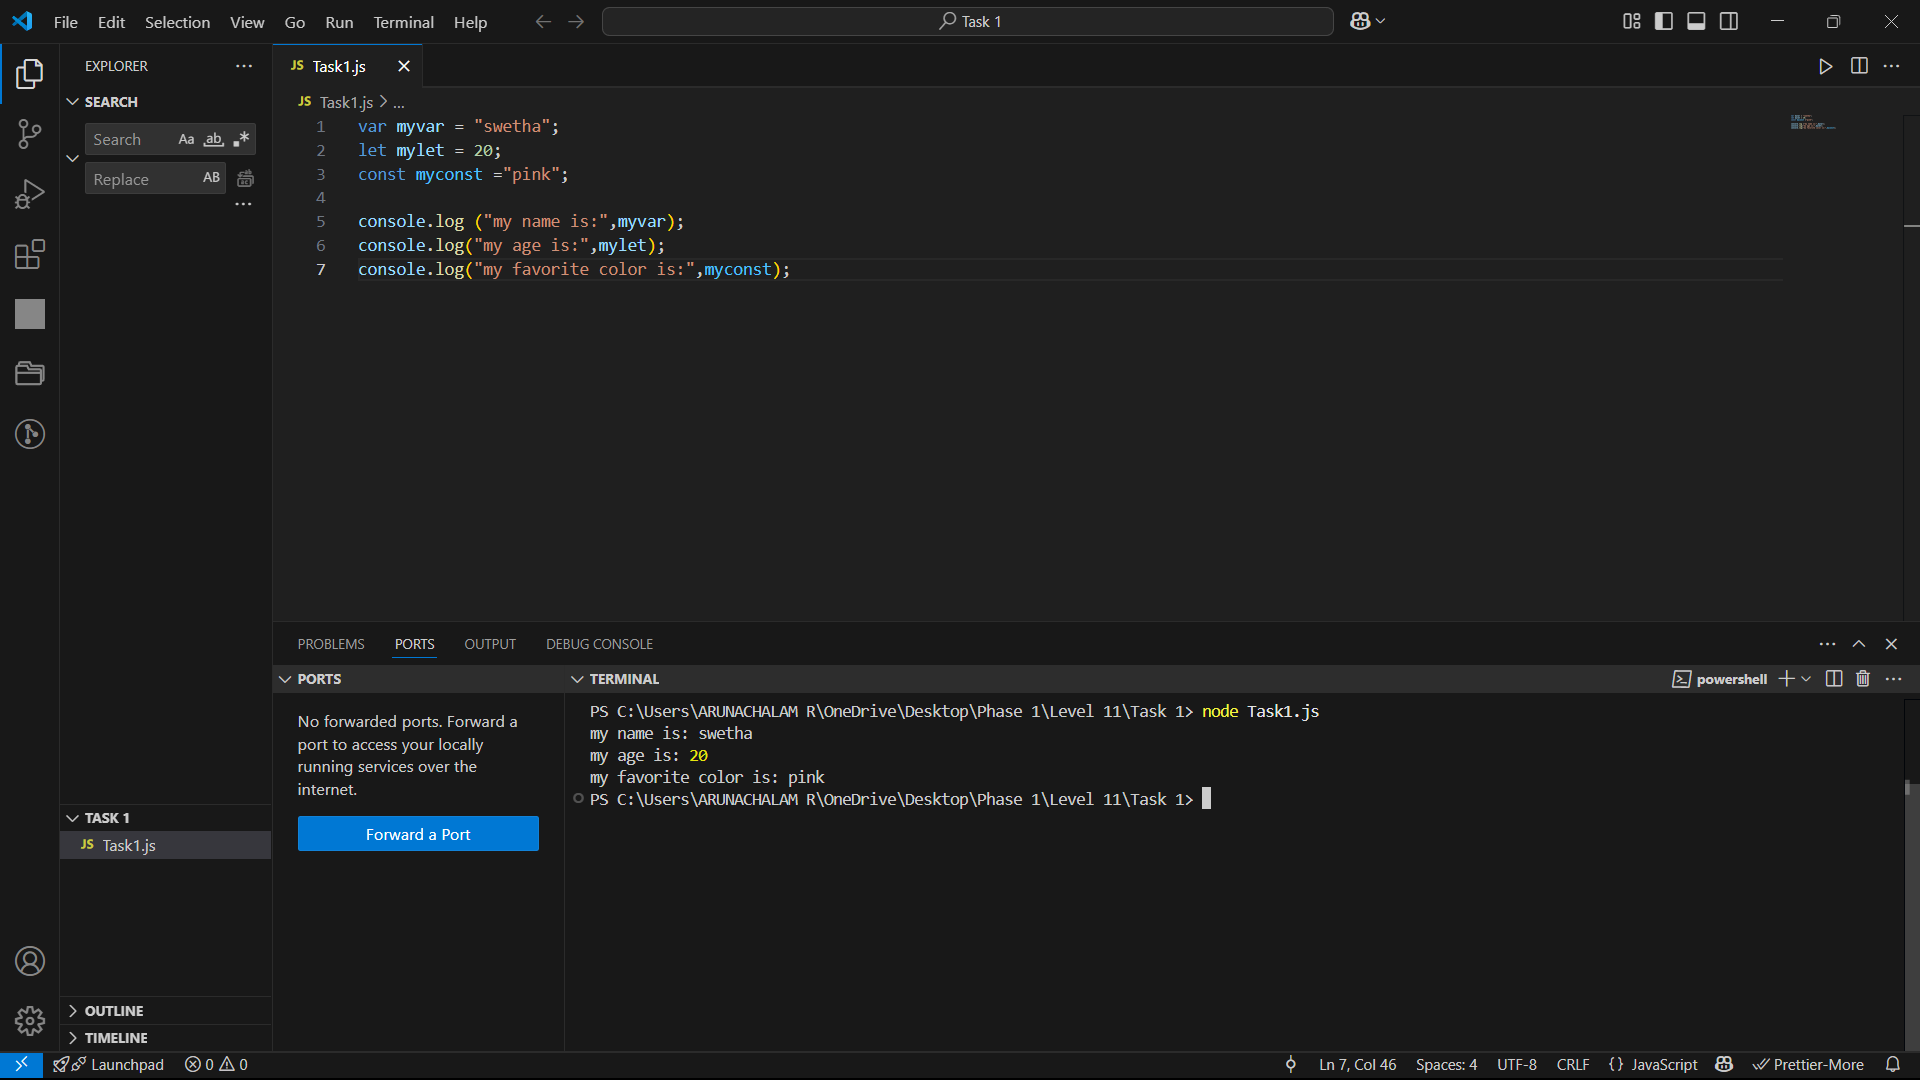 File Edit Selection View Go Run Terminal Help
Task 1
EXPLORER
SEARCH
Search Aa ab
Replace AB
JS Task1.js
JS Task1.js > ...
1 var myvar = "swetha";
2 let mylet = 20;
3 const myconst ="pink";
4
5 console.log ("my name is:",myvar);
6 console.log("my age is:",mylet);
7 console.log("my favorite color is:",myconst);
TASK 1
JS Task1.js
OUTLINE
TIMELINE
PROBLEMS PORTS OUTPUT DEBUG CONSOLE
PORTS
No forwarded ports. Forward a
port to access your locally
running services over the
internet.
Forward a Port
TERMINAL
powershell
PS C:\Users\ARUNACHALAM R\OneDrive\Desktop\Phase 1\Level 11\Task 1> node Task1.js
my name is: swetha
my age is: 20
my favorite color is: pink
PS C:\Users\ARUNACHALAM R\OneDrive\Desktop\Phase 1\Level 11\Task 1>
Launchpad 0 0
Ln 7, Col 46 Spaces: 4 UTF-8 CRLF {} JavaScript Prettier-More